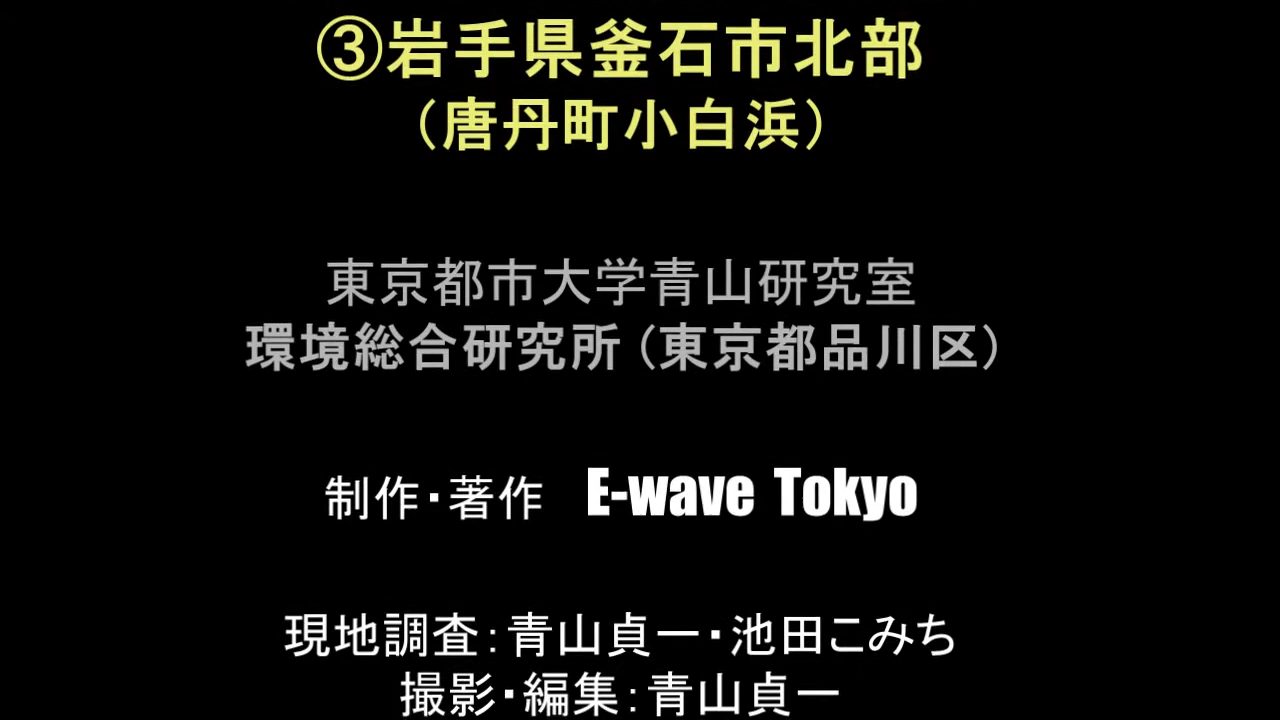 ③岩手県釜石市北部
（唐丹町小白浜）
東京都市大学青山研究室
環境総合研究所（東京都品川区）
制作・著作　E-wave Tokyo
現地調査：青山貞一・池田こみち
撮影・編集：青山貞一